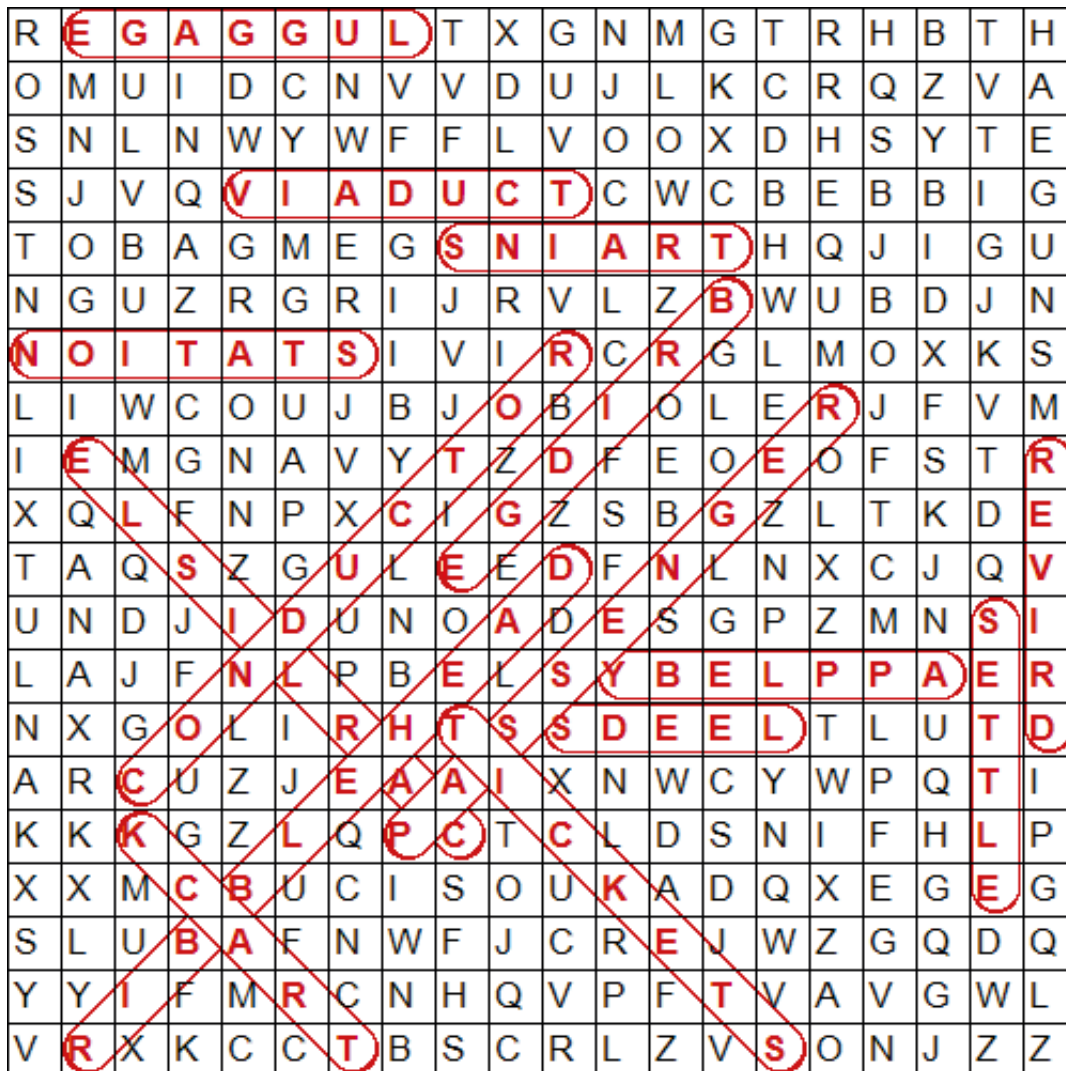 R E G A G G U L T X G N M G T R H B T H
O M U I D C N V V D U J L K C R Q Z V A
S N L N W Y W F F L V O O X D H S Y T E
S J V Q V I A D U C T C W C B E B B I G
T O B A G M E G S N I A R T H Q J I G U
N G U Z R G R I J R V L Z B W U B D J N
N O I T A T S I V I R C R G L M O X K S
L I W C O U J B J O B I O L E R J F V M
I E M G N A V Y T Z D F E O E O F S T R
X Q L F N P X C I G Z S B G Z L T K D E
T A Q S Z G U L E E D F N L N X C J Q V
U N D J I D U N O A D E S G P Z M N S I
L A J F N L P B E L S Y B E L P P A E R
N X G O L I R H T S S D E E L T L U T D
A R C U Z J E A A I X N W C Y W P Q T I
K K K G Z L Q P C T C L D S N I F H L P
X X M C B U C I S O U K A D Q X E G E G
S L U B A F N W F J C R E J W Z G Q D Q
Y Y I F M R C N H Q V P F T V A V G W L
V R X K C C T B S C R L Z V S O N J Z Z